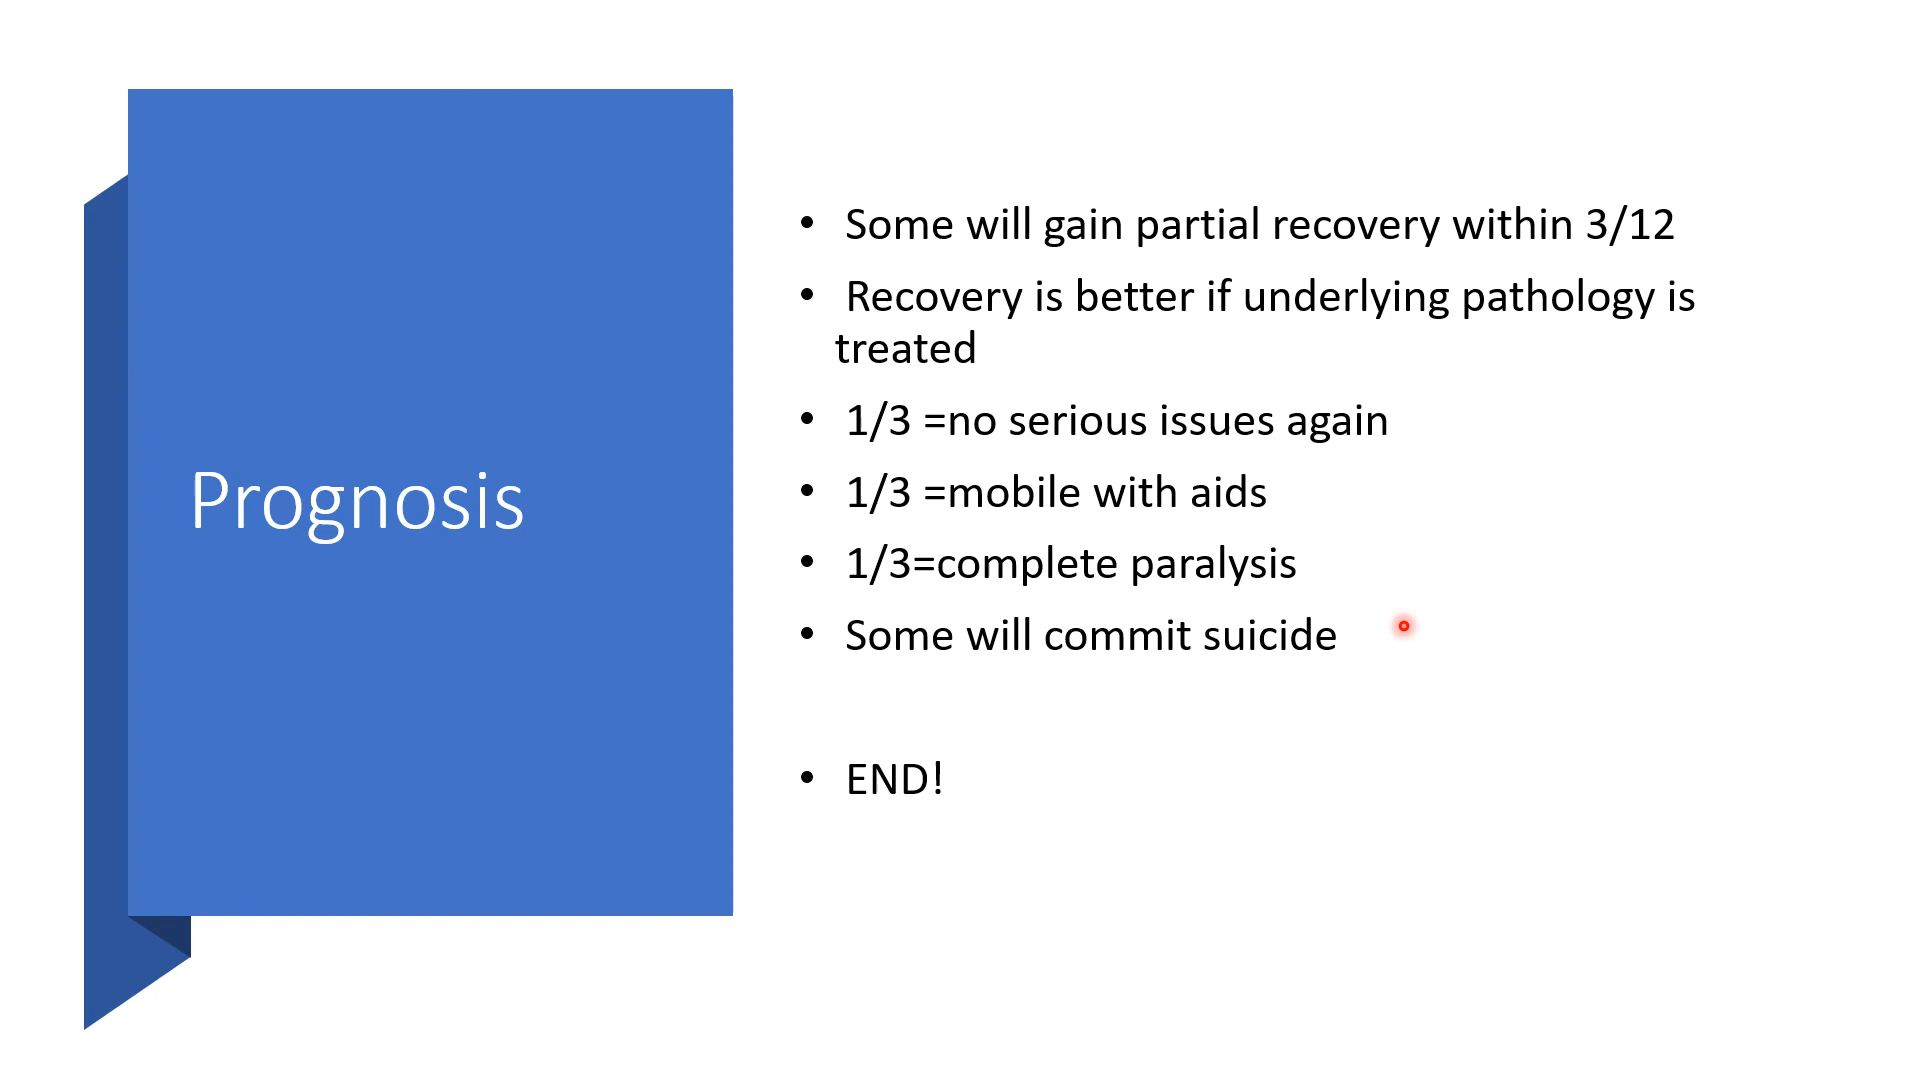 Prognosis
• Some will gain partial recovery within 3/12
• Recovery is better if underlying pathology is
treated
• 1/3 =no serious issues again
• 1/3 =mobile with aids
• 1/3=complete paralysis
• Some will commit suicide
• END!